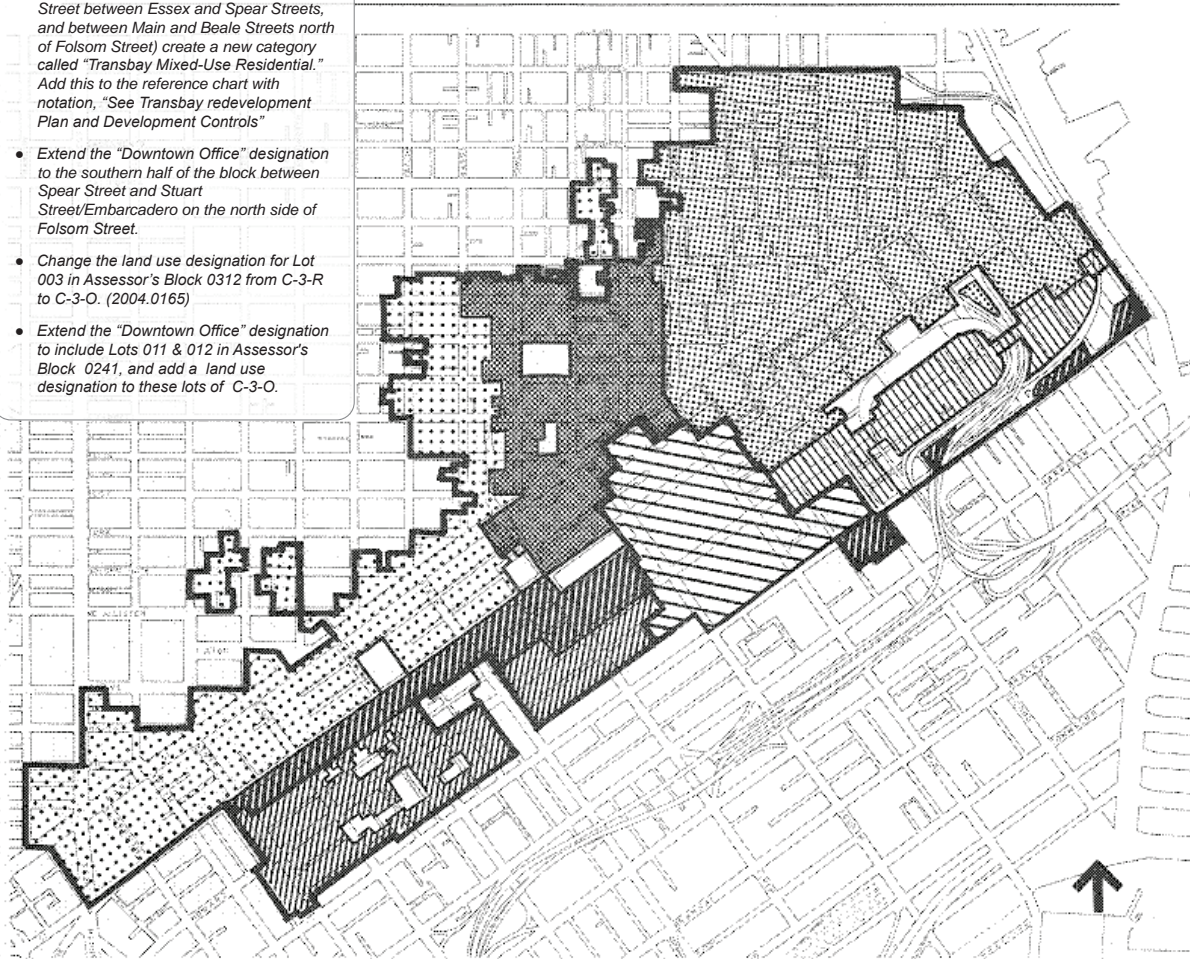 Street between Essex and Spear Streets,
and between Main and Beale Streets north
of Folsom Street) create a new category
called “Transbay Mixed-Use Residential.”
Add this to the reference chart with
notation, “See Transbay redevelopment
Plan and Development Controls”
● Extend the “Downtown Office” designation
to the southern half of the block between
Spear Street and Stuart
Street/Embarcadero on the north side of
Folsom Street.
● Change the land use designation for Lot
003 in Assessor’s Block 0312 from C-3-R
to C-3-O. (2004.0165)
● Extend the “Downtown Office” designation
to include Lots 011 & 012 in Assessor's
Block 0241, and add a land use
designation to these lots of C-3-O.